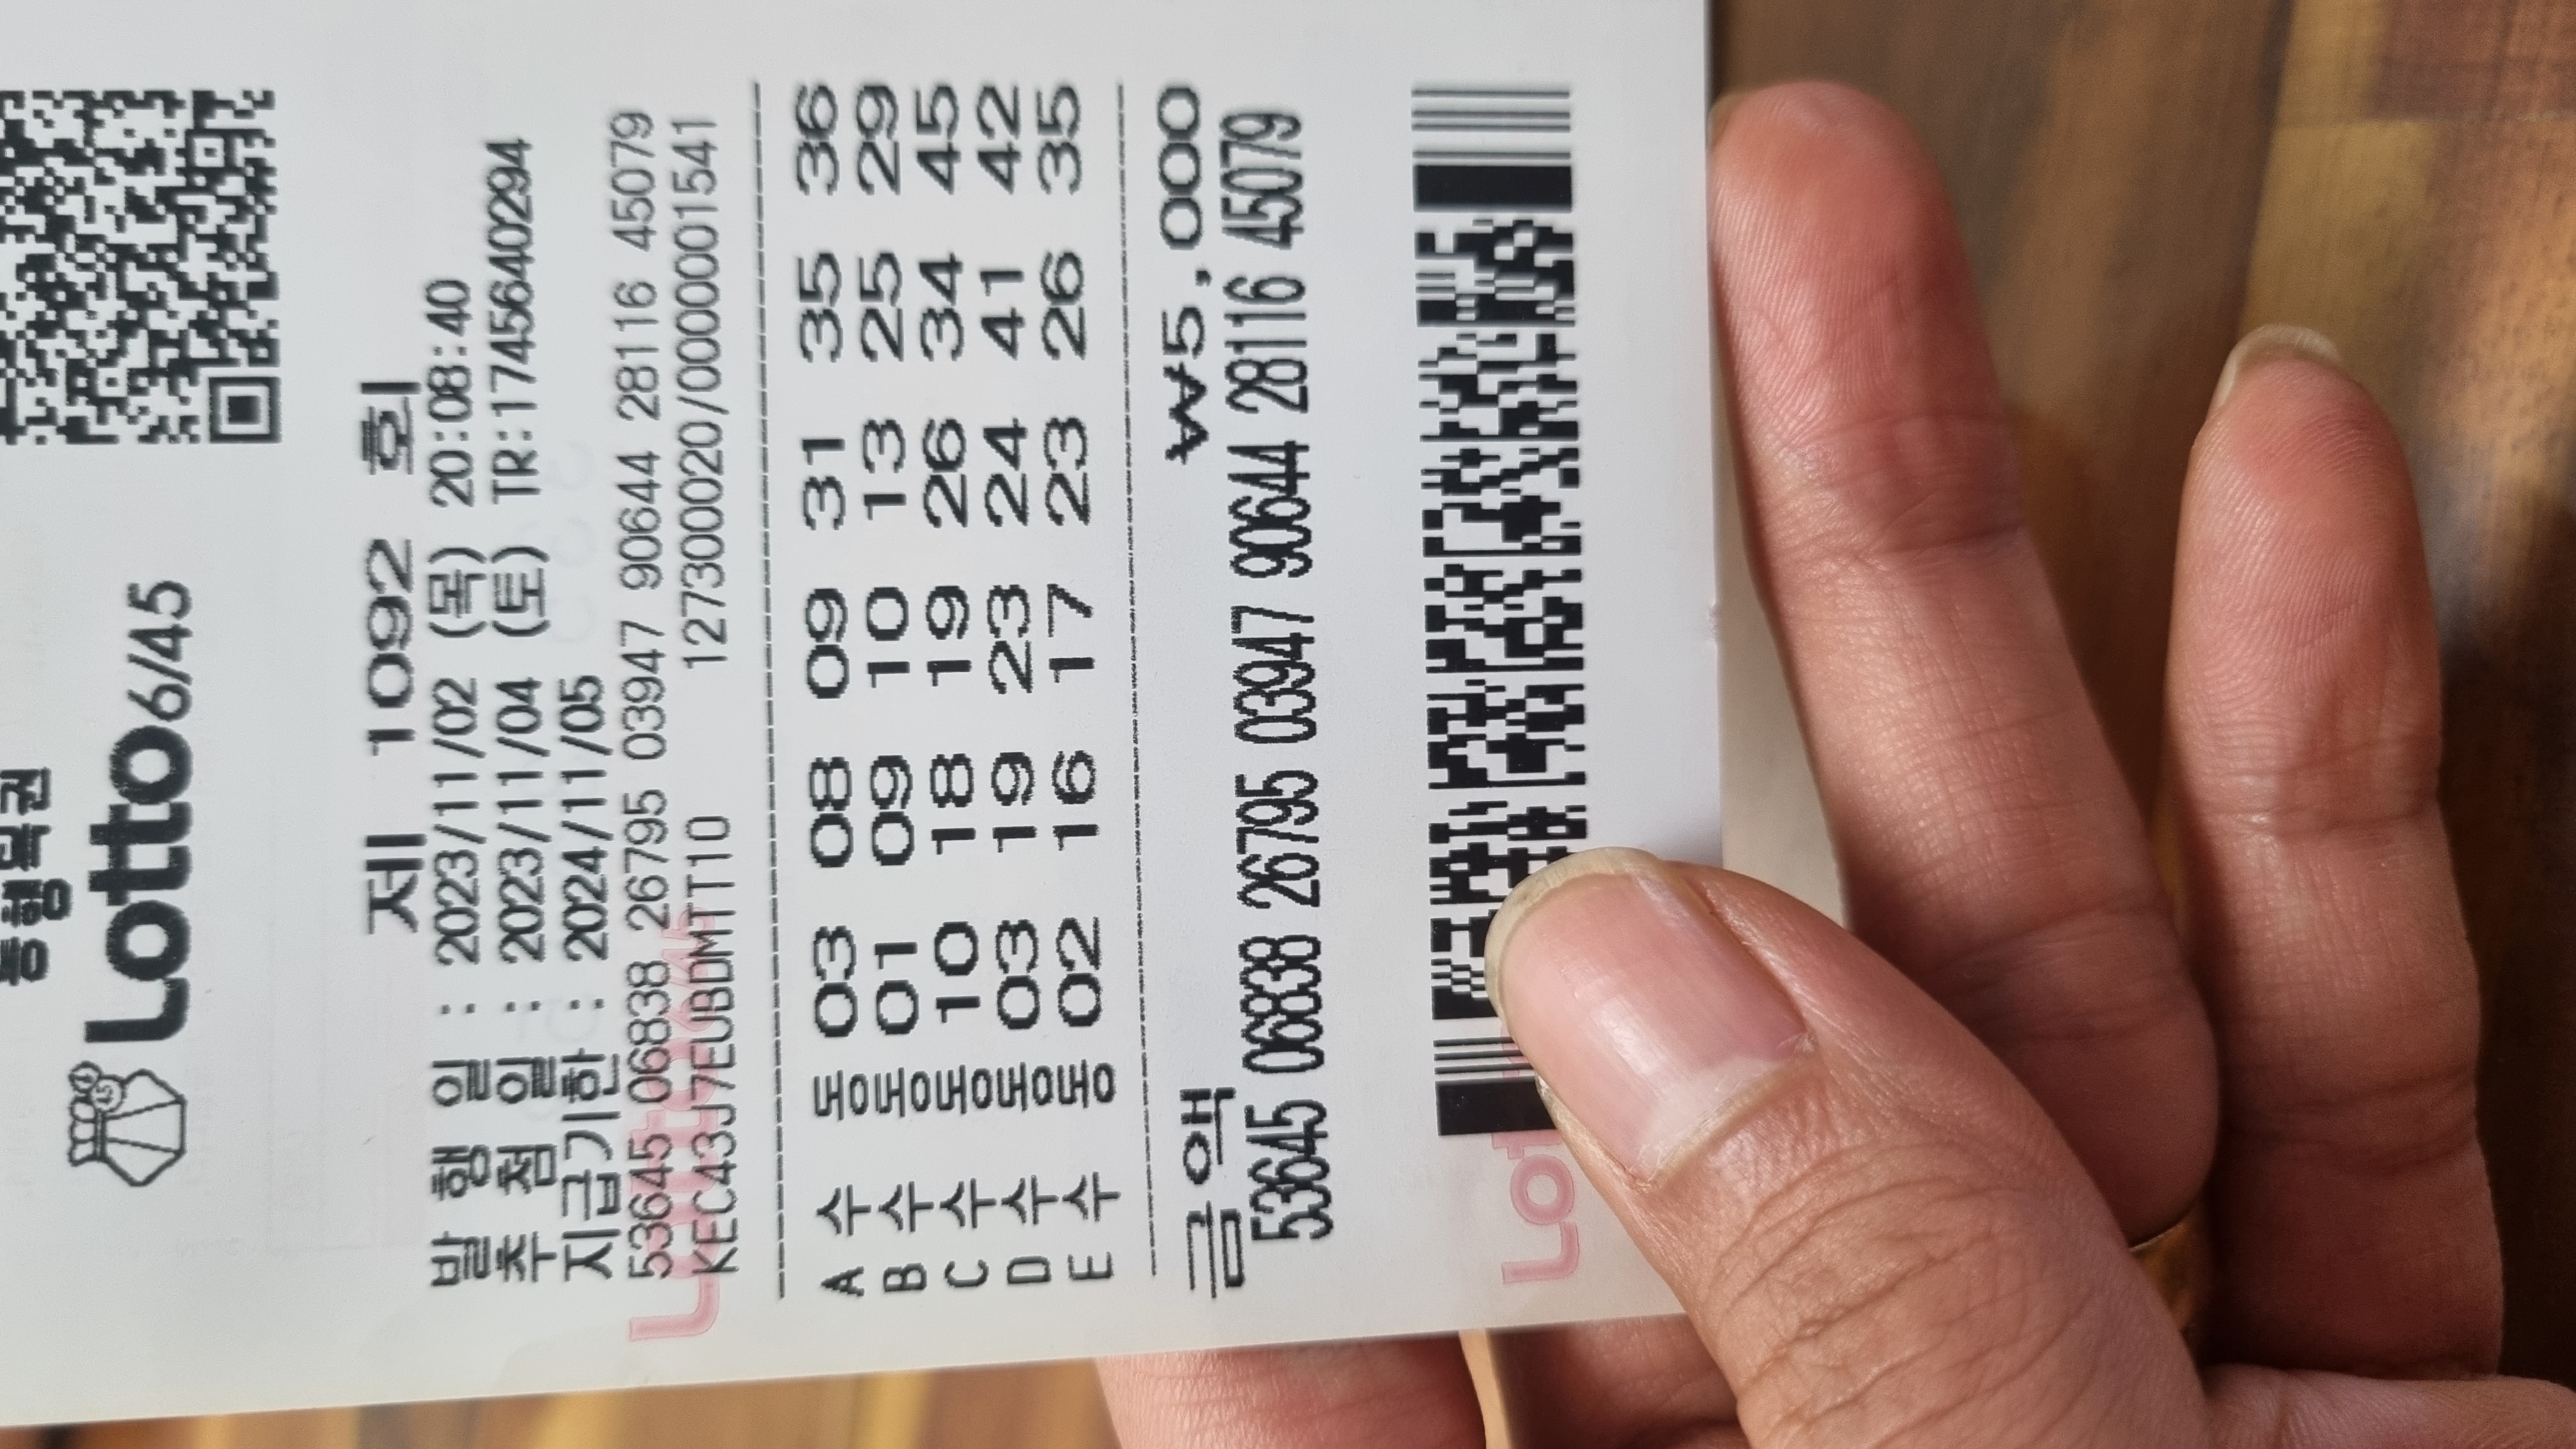 동행복권
Lotto6/45
제 1092 회
발 행 일 : 2023/11/02 (목) 20:08:40
추 첨 일 : 2023/11/04 (토) TR:17456640294
지급기한 : 2024/11/05
53645 06838 26795 03947 90644 28116 45079
KEC43J7EUBDMTT10 127300020/0000001541
A 수동 03 08 09 31 35 36
B 수동 01 09 10 13 25 29
C 수동 10 18 19 26 34 45
D 수동 03 19 23 24 41 42
E 수동 02 16 17 23 26 35
금액 ₩5,000
53645 06838 26795 03947 90644 28116 45079